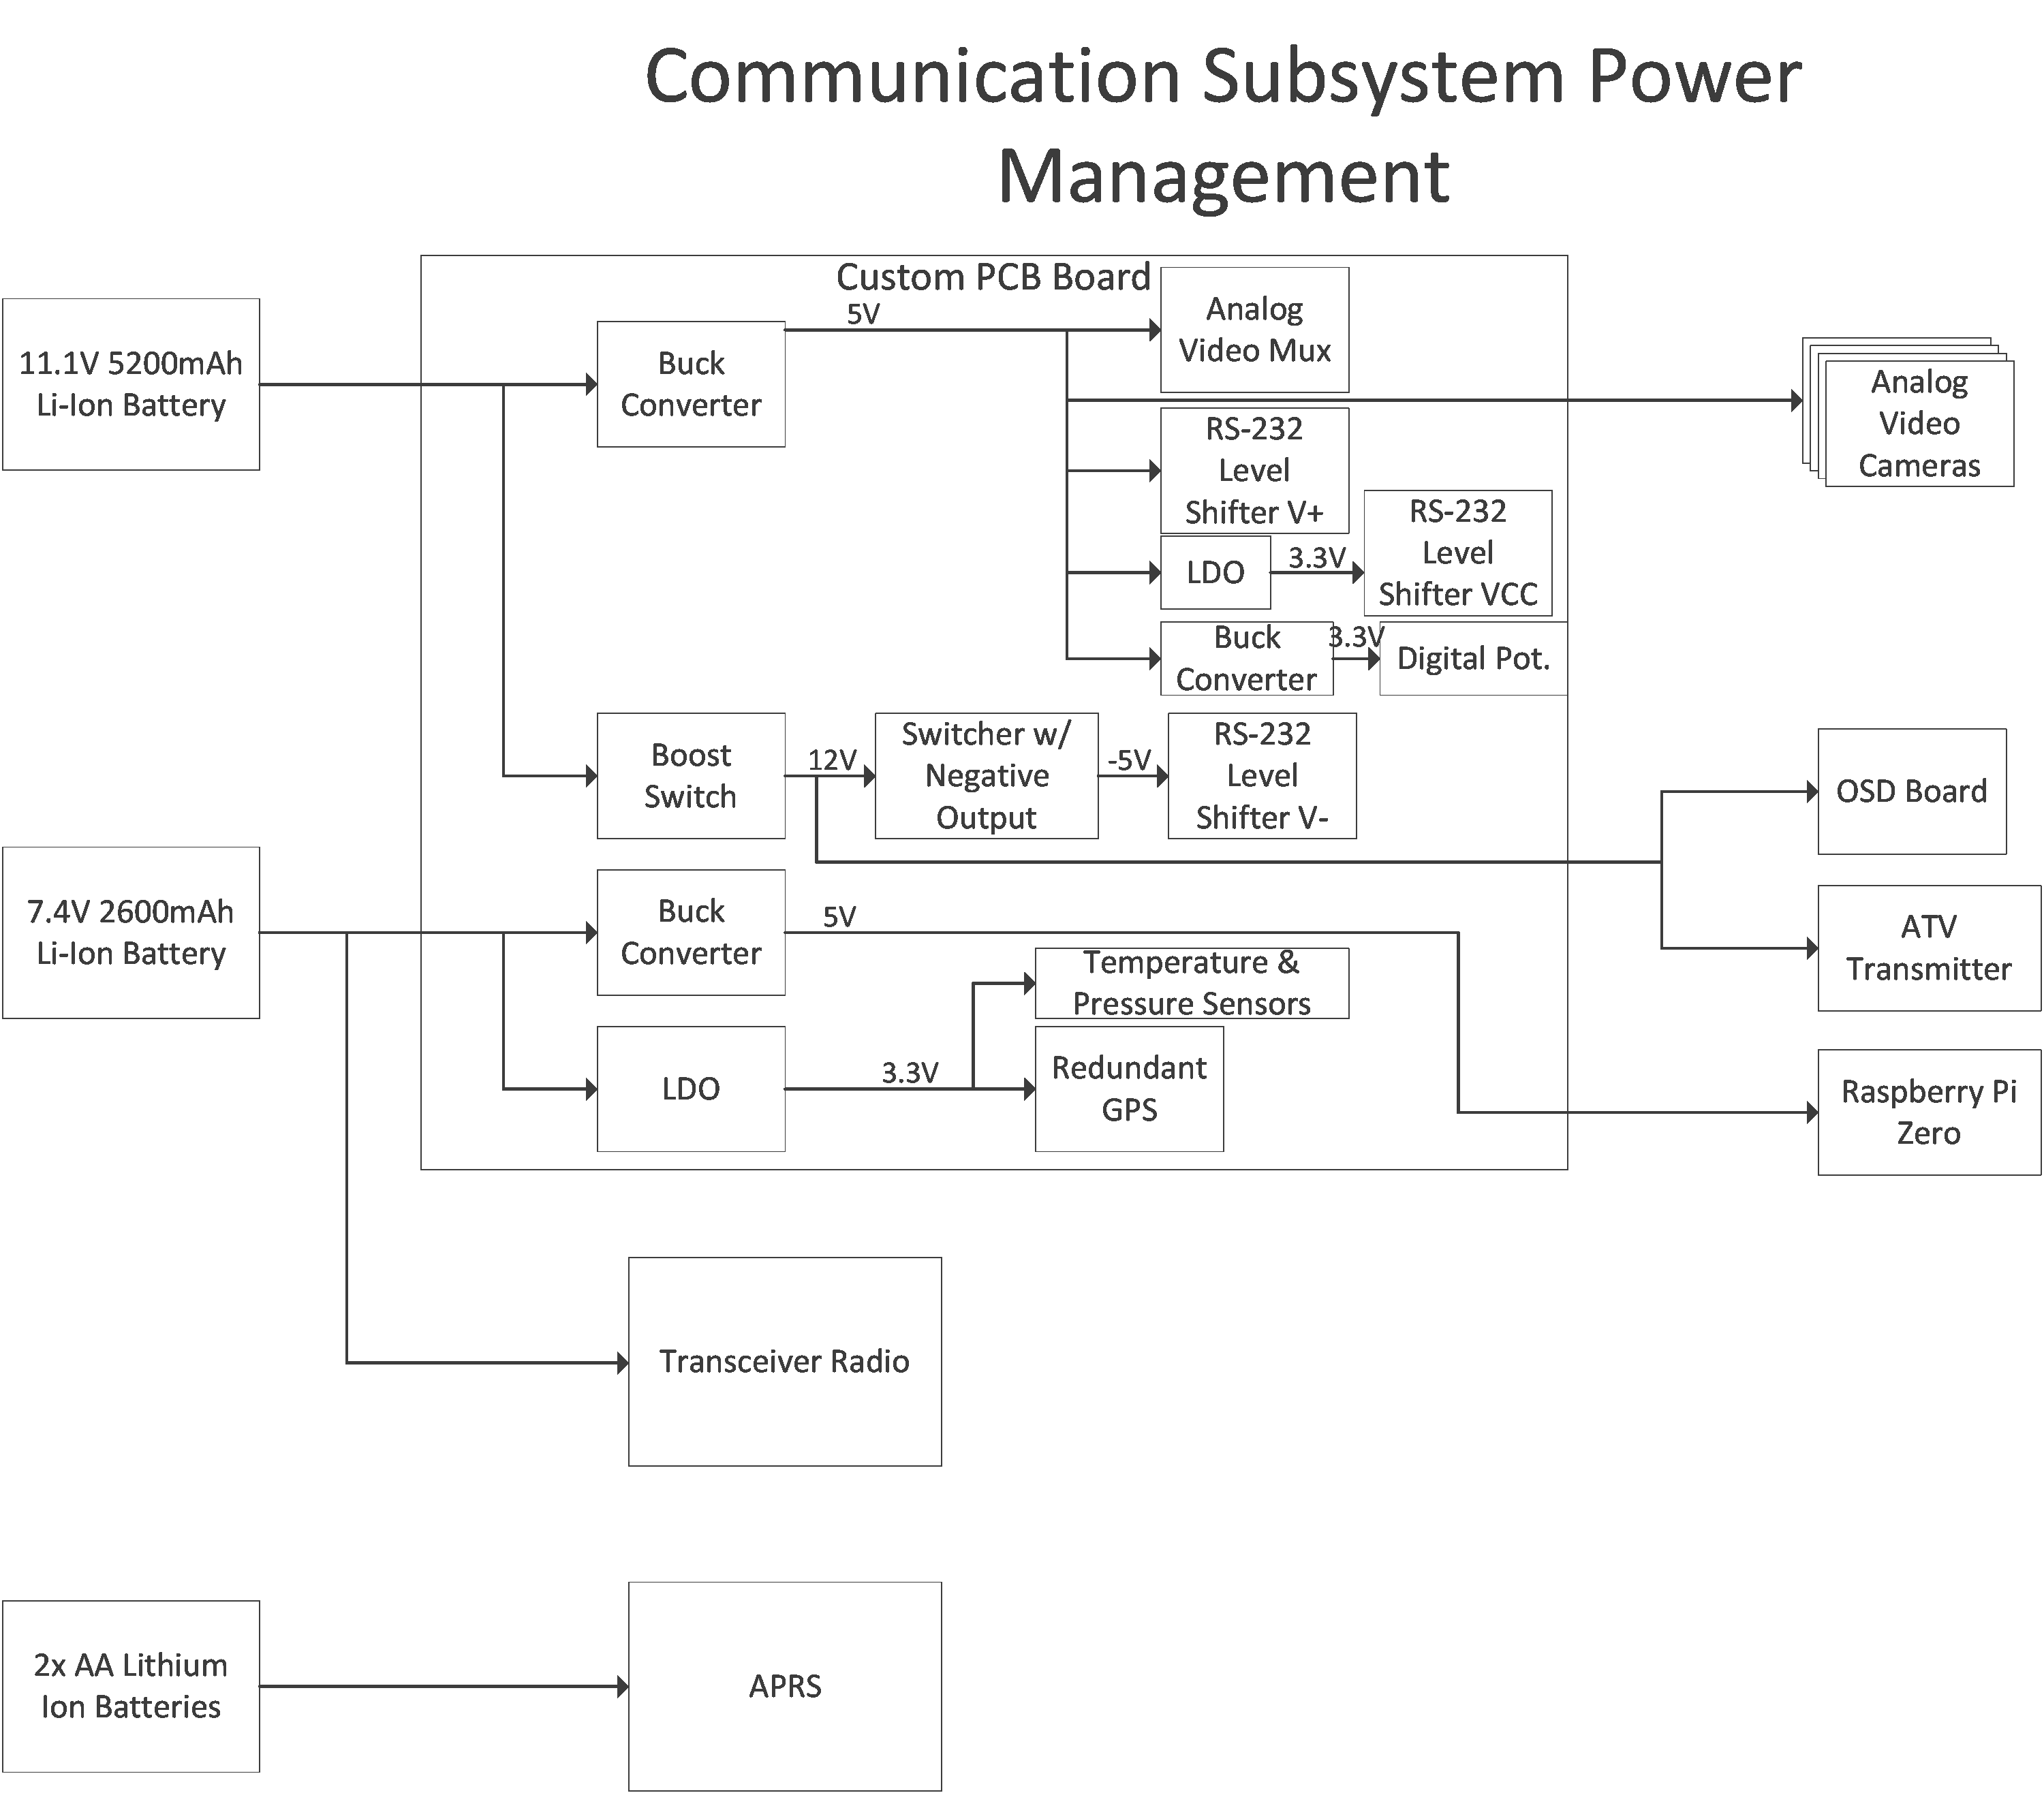 Communication Subsystem Power
Management
Custom PCB Board
11.1V 5200mAh
Li-Ion Battery
Buck
Converter
5V
Analog
Video Mux
Analog
Video
Cameras
RS-232
Level
Shifter V+
LDO
3.3V
RS-232
Level
Shifter VCC
Buck
Converter
3.3V
Digital Pot.
Boost
Switch
12V
Switcher w/
Negative
Output
-5V
RS-232
Level
Shifter V-
OSD Board
ATV
Transmitter
7.4V 2600mAh
Li-Ion Battery
Buck
Converter
5V
Raspberry Pi
Zero
LDO
3.3V
Temperature &
Pressure Sensors
Redundant
GPS
Transceiver Radio
2x AA Lithium
Ion Batteries
APRS